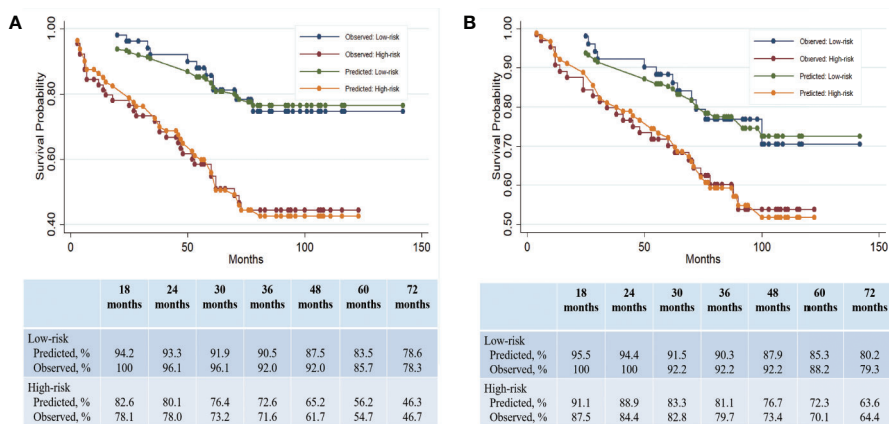 A
Survival Probability
1.00
0.80
0.60
0.40
Observed: Low-risk
Observed: High-risk
Predicted: Low-risk
Predicted: High-risk
0 50 100 150
Months
18 months 24 months 30 months 36 months 48 months 60 months 72 months
Low-risk
Predicted, % 94.2 93.3 91.9 90.5 87.5 83.5 78.6
Observed, % 100 96.1 96.1 92.0 92.0 85.7 78.3
High-risk
Predicted, % 82.6 80.1 76.4 72.6 65.2 56.2 46.3
Observed, % 78.1 78.0 73.2 71.6 61.7 54.7 46.7
B
Survival Probability
1.00
0.90
0.80
0.70
0.60
0.50
Observed: Low-risk
Observed: High-risk
Predicted: Low-risk
Predicted: High-risk
0 50 100 150
Months
18 months 24 months 30 months 36 months 48 months 60 months 72 months
Low-risk
Predicted, % 95.5 94.4 91.5 90.3 87.9 85.3 80.2
Observed, % 100 100 92.2 92.2 92.2 88.2 79.3
High-risk
Predicted, % 91.1 88.9 83.3 81.1 76.7 72.3 63.6
Observed, % 87.5 84.4 82.8 79.7 73.4 70.1 64.4